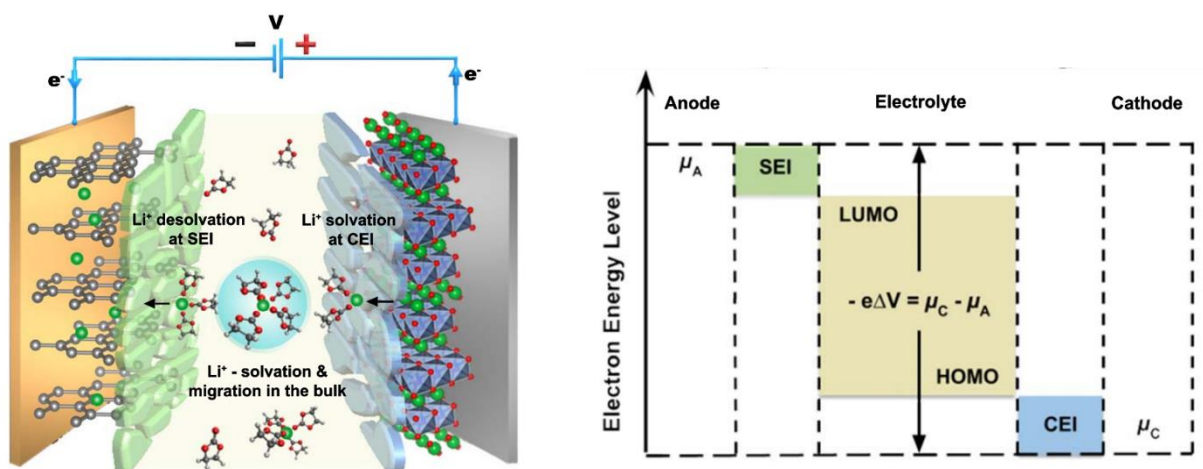 V
− +
e-
e-
Li⁺ desolvation
at SEI
Li⁺ solvation
at CEI
Li⁺ - solvation &
migration in the bulk
Electron Energy Level
Anode
Electrolyte
Cathode
μA
SEI
LUMO
- eΔV = μC - μA
HOMO
CEI
μC